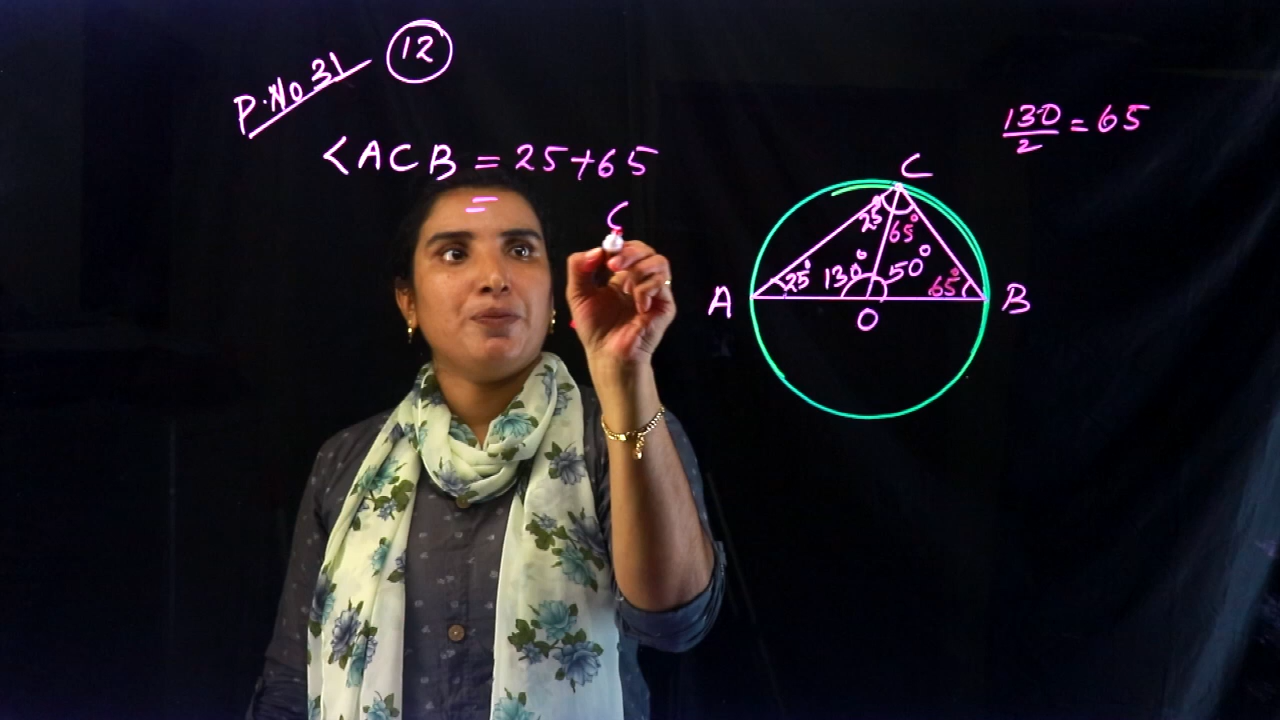 P.No 31 12
<ACB = 25+65
=
130/2 = 65
C
25° 65°
A 25° 130° 50° 65° B
O